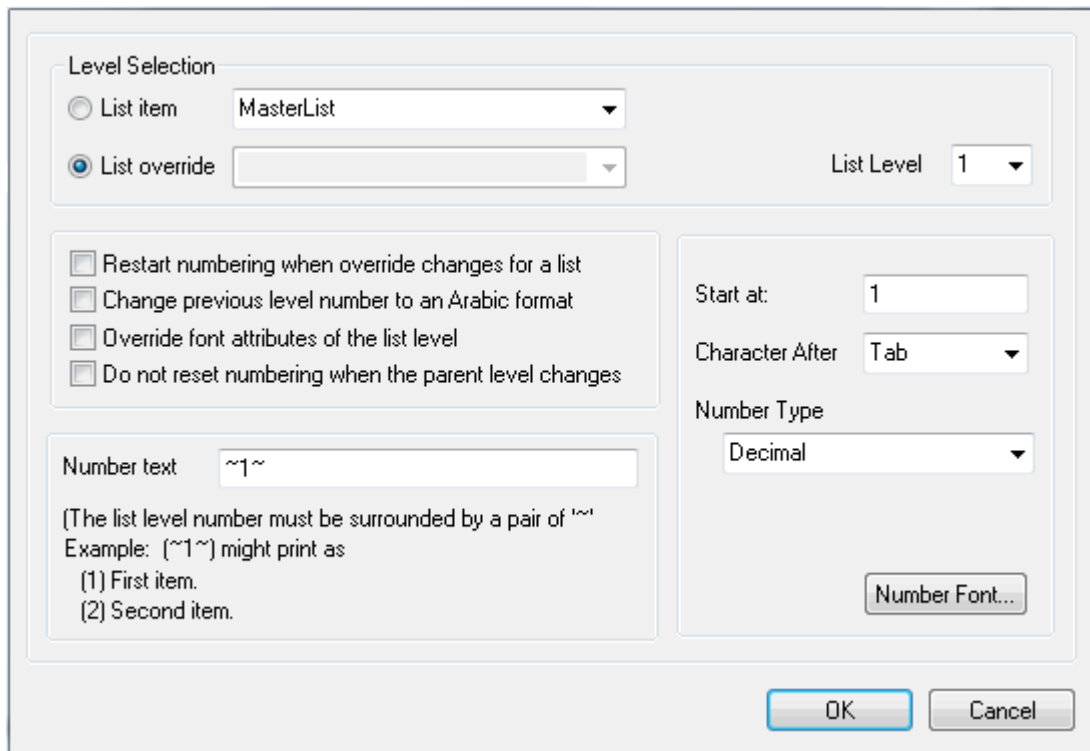 Level Selection
List item MasterList
List override List Level 1
Restart numbering when override changes for a list
Change previous level number to an Arabic format
Override font attributes of the list level
Do not reset numbering when the parent level changes
Start at: 1
Character After Tab
Number Type
Decimal
Number text ~1~
(The list level number must be surrounded by a pair of '~'
Example: (~1~) might print as
(1) First item.
(2) Second item.
Number Font...
OK Cancel